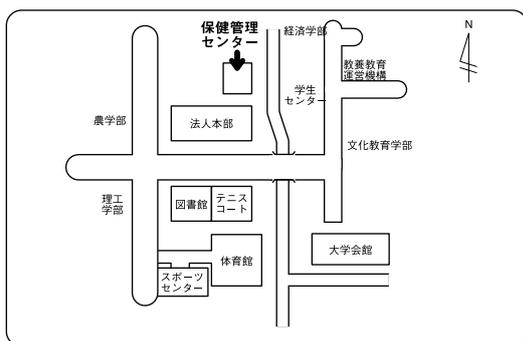 保健管理
センター
経済学部
N
教養教育
運営機構
学生
センター
農学部
法人本部
文化教育学部
理工
学部
図書館
テニス
コート
体育館
大学会館
スポーツ
センター